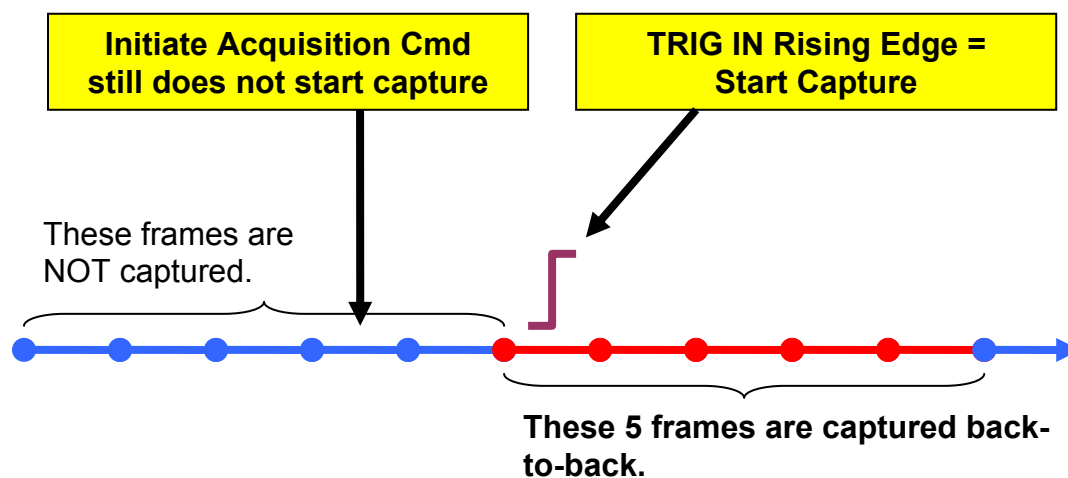 Initiate Acquisition Cmd
still does not start capture
TRIG IN Rising Edge =
Start Capture
These frames are
NOT captured.
These 5 frames are captured back-
to-back.